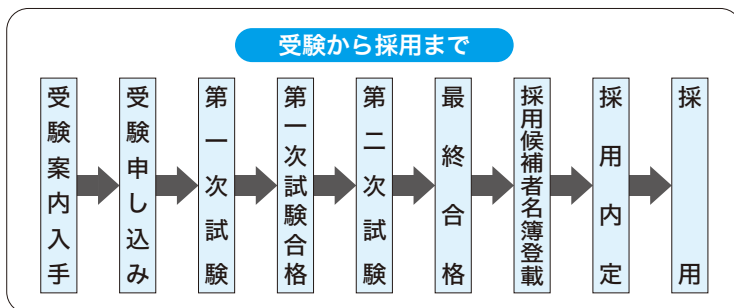 受験から採用まで
受験案内入手
受験申し込み
第一次試験
第一次試験合格
第二次試験
最終合格
採用候補者名簿登載
採用内定
採用